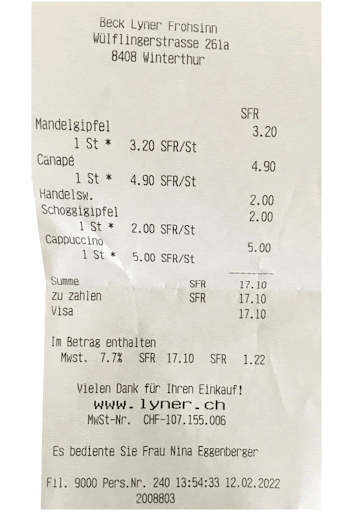 Beck Lyner Frohsinn
Wülflingerstrasse 261a
8408 Winterthur
SFR
Mandelgipfel 3.20
1 St * 3.20 SFR/St
Canapé 4.90
1 St * 4.90 SFR/St
Handelsw. 2.00
Schoggigipfel 2.00
1 St * 2.00 SFR/St
Cappuccino 5.00
1 St * 5.00 SFR/St
Summe SFR 17.10
zu zahlen SFR 17.10
Visa 17.10
Im Betrag enthalten
Mwst. 7.7% SFR 17.10 SFR 1.22
Vielen Dank für Ihren Einkauf!
www.lyner.ch
MwSt-Nr. CHF-107.155.006
Es bediente Sie Frau Nina Eggenberger
Fil. 9000 Pers.Nr. 240 13:54:33 12.02.2022
2008803